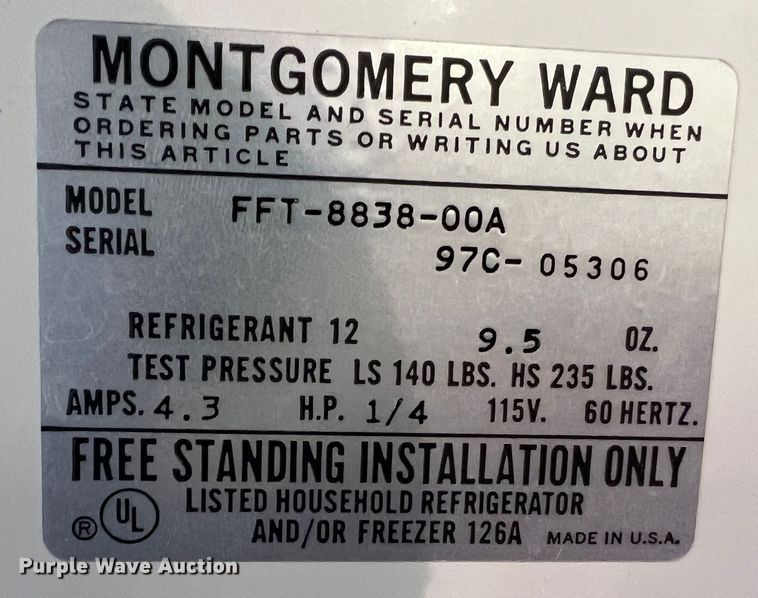 MONTGOMERY WARD
STATE MODEL AND SERIAL NUMBER WHEN
ORDERING PARTS OR WRITING US ABOUT
THIS ARTICLE
MODEL FFT-8838-00A
SERIAL 97C- 05306
REFRIGERANT 12 9.5 OZ.
TEST PRESSURE LS 140 LBS. HS 235 LBS.
AMPS. 4.3 H.P. 1/4 115V. 60 HERTZ.
FREE STANDING INSTALLATION ONLY
® UL LISTED HOUSEHOLD REFRIGERATOR
AND/OR FREEZER 126A MADE IN U.S.A.
Purple Wave Auction